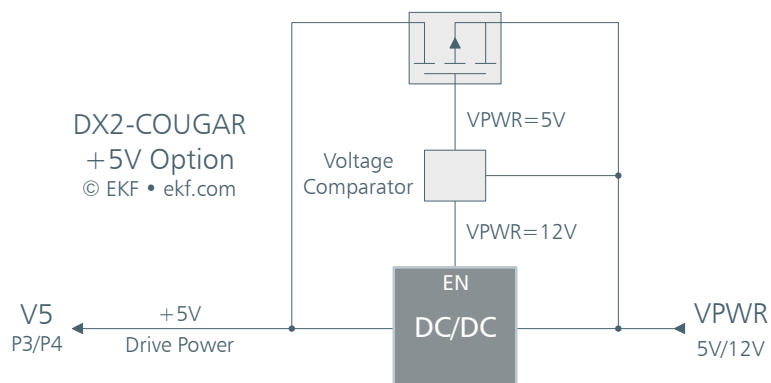 DX2-COUGAR
+5V Option
© EKF • ekf.com
VPWR=5V
Voltage
Comparator
VPWR=12V
EN
DC/DC
V5
P3/P4
+5V
Drive Power
VPWR
5V/12V